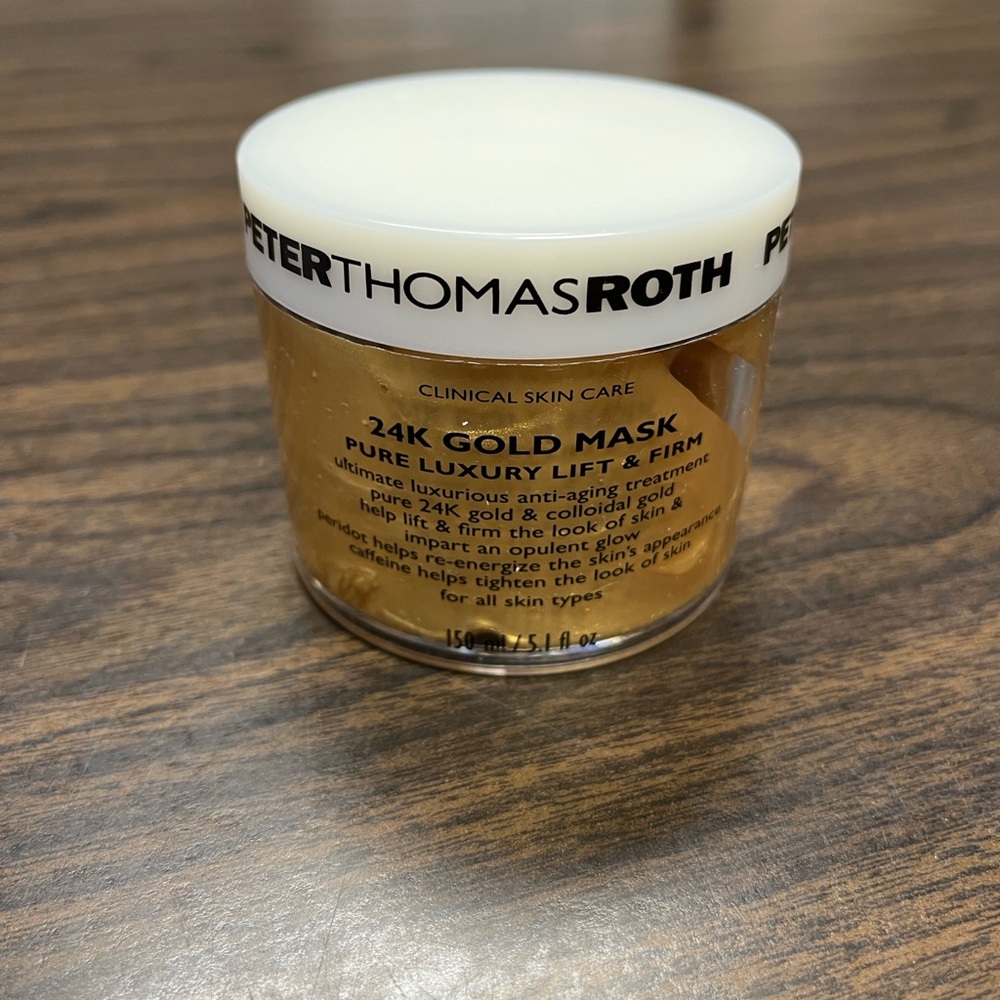 PETERTHOMASROTH PE
CLINICAL SKIN CARE
24K GOLD MASK
PURE LUXURY LIFT & FIRM
ultimate luxurious anti-aging treatment
pure 24K gold & colloidal gold
help lift & firm the look of skin &
impart an opulent glow
peridot helps re-energize the skin's appearance
caffeine helps tighten the look of skin
for all skin types
150 ml / 5.1 fl oz